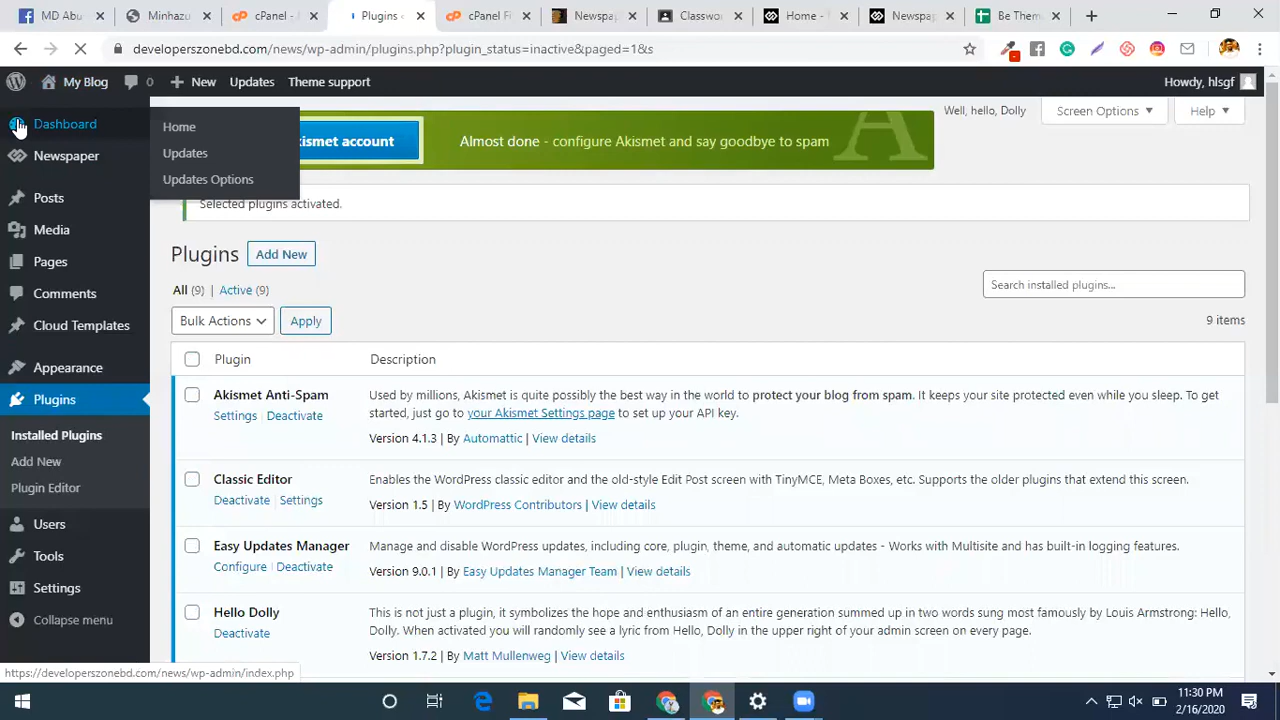 MD Abu
Minhazu
cPanel -
Plugins
cPanel F
Newspap
Classwo
Home -
Newspap
Be Them
developerszonebd.com/news/wp-admin/plugins.php?plugin_status=inactive&paged=1&s
My Blog 0 New Updates Theme support Howdy, hlsgf
Dashboard
Home
Updates
Updates Options
Newspaper
Posts
Media
Pages
Comments
Cloud Templates
Appearance
Plugins
Installed Plugins
Add New
Plugin Editor
Users
Tools
Settings
Collapse menu
Well, hello, Dolly
Screen Options
Help
account
Almost done - configure Akismet and say goodbye to spam
A
Selected plugins activated.
Plugins Add New
All (9) | Active (9)
Search installed plugins...
Bulk Actions Apply
9 items
Plugin Description
Akismet Anti-Spam
Settings | Deactivate
Used by millions, Akismet is quite possibly the best way in the world to protect your blog from spam. It keeps your site protected even while you sleep. To get
started, just go to your Akismet Settings page to set up your API key.
Version 4.1.3 | By Automattic | View details
Classic Editor
Deactivate | Settings
Enables the WordPress classic editor and the old-style Edit Post screen with TinyMCE, Meta Boxes, etc. Supports the older plugins that extend this screen.
Version 1.5 | By WordPress Contributors | View details
Easy Updates Manager
Configure | Deactivate
Manage and disable WordPress updates, including core, plugin, theme, and automatic updates - Works with Multisite and has built-in logging features.
Version 9.0.1 | By Easy Updates Manager Team | View details
Hello Dolly
Deactivate
This is not just a plugin, it symbolizes the hope and enthusiasm of an entire generation summed up in two words sung most famously by Louis Armstrong: Hello,
Dolly. When activated you will randomly see a lyric from Hello, Dolly in the upper right of your admin screen on every page.
Version 1.7.2 | By Matt Mullenweg | View details
https://developerszonebd.com/news/wp-admin/index.php
11:30 PM
2/16/2020